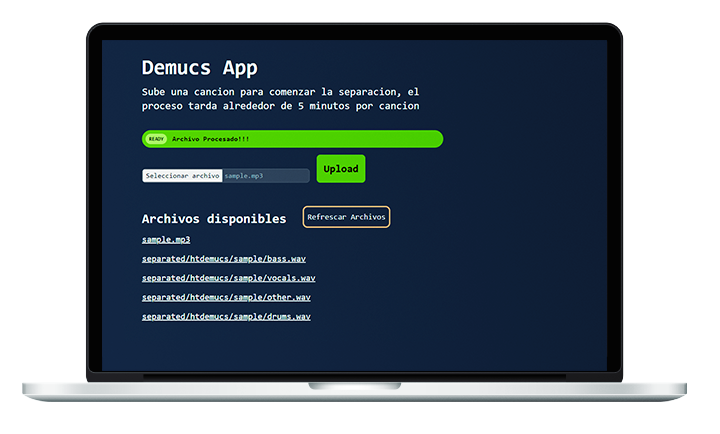 Demucs App
Sube una cancion para comenzar la separacion, el
proceso tarda alrededor de 5 minutos por cancion
READY Archivo Procesado!!!
Seleccionar archivo sample.mp3 Upload
Archivos disponibles Refrescar Archivos
sample.mp3
separated/htdemucs/sample/bass.wav
separated/htdemucs/sample/vocals.wav
separated/htdemucs/sample/other.wav
separated/htdemucs/sample/drums.wav